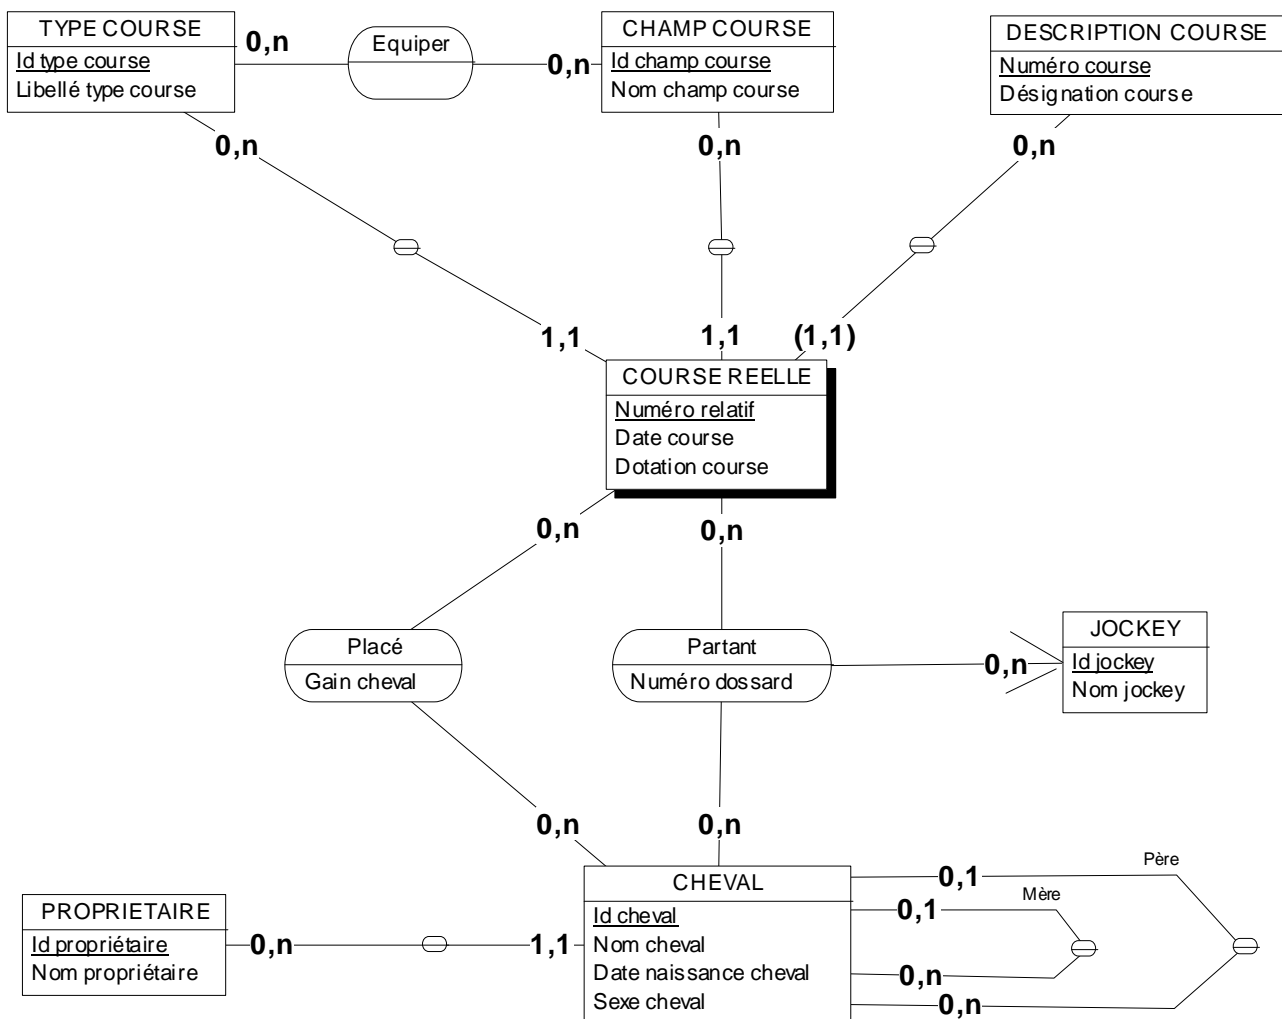 TYPE COURSE
Id type course
Libellé type course
0,n
Equiper
0,n
CHAMP COURSE
Id champ course
Nom champ course
DESCRIPTION COURSE
Numéro course
Désignation course
0,n
0,n
0,n
1,1
1,1
(1,1)
COURSE REELLE
Numéro relatif
Date course
Dotation course
0,n
0,n
Placé
Gain cheval
Partant
Numéro dossard
0,n
JOCKEY
Id jockey
Nom jockey
0,n
0,n
PROPRIETAIRE
Id propriétaire
Nom propriétaire
0,n
1,1
CHEVAL
Id cheval
Nom cheval
Date naissance cheval
Sexe cheval
0,1
Père
0,1
Mère
0,n
0,n